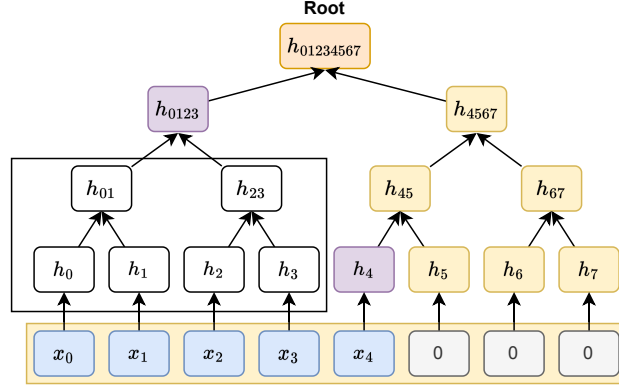 Root
h₀₁₂₃₄₅₆₇
h₀₁₂₃ h₄₅₆₇
h₀₁ h₂₃ h₄₅ h₆₇
h₀ h₁ h₂ h₃ h₄ h₅ h₆ h₇
x₀ x₁ x₂ x₃ x₄ 0 0 0